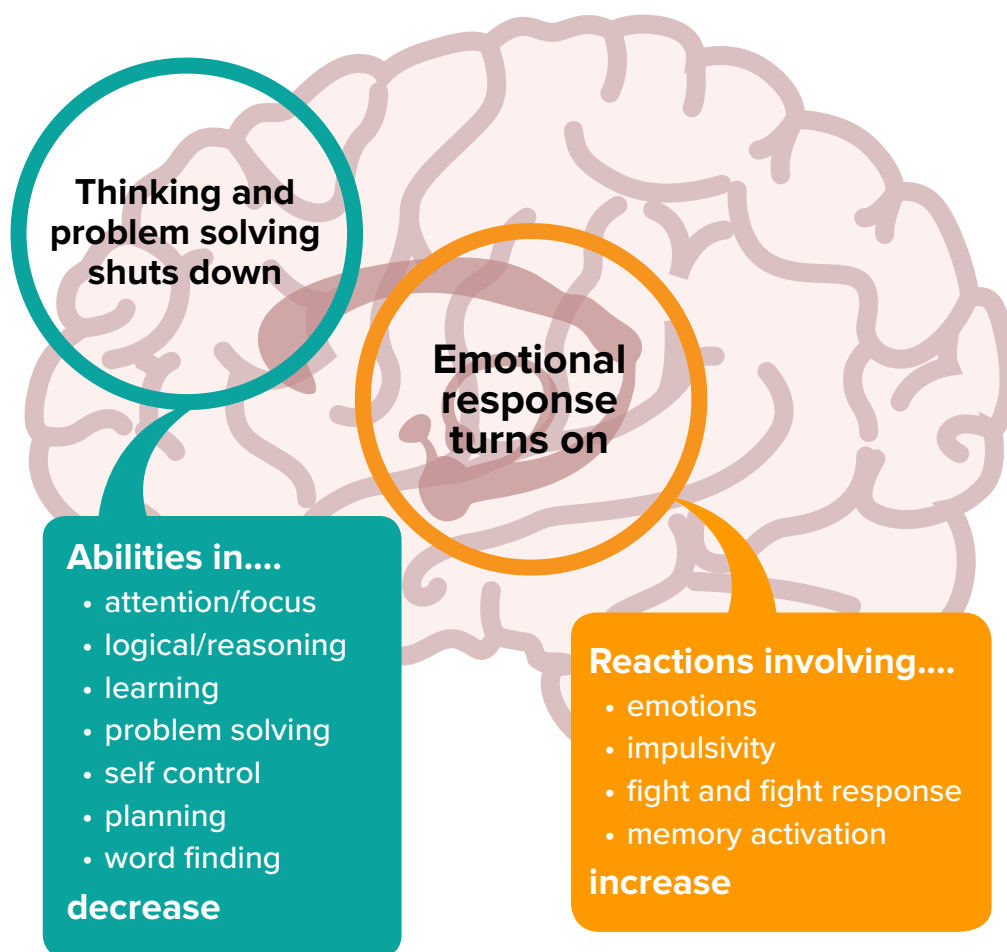 Thinking and
problem solving
shuts down
Emotional
response
turns on
Abilities in....
• attention/focus
• logical/reasoning
• learning
• problem solving
• self control
• planning
• word finding
decrease
Reactions involving....
• emotions
• impulsivity
• fight and fight response
• memory activation
increase